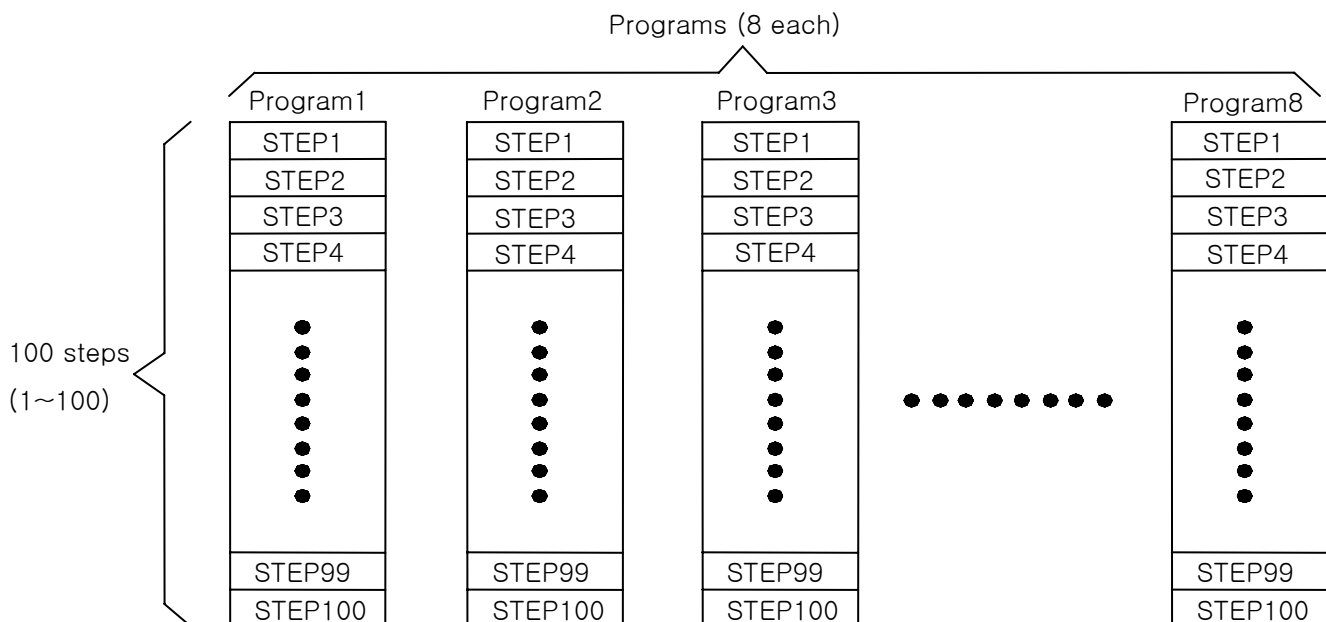 Programs (8 each)
Program1 Program2 Program3 Program8
STEP1 STEP1 STEP1 STEP1
STEP2 STEP2 STEP2 STEP2
STEP3 STEP3 STEP3 STEP3
STEP4 STEP4 STEP4 STEP4
100 steps
(1~100)
STEP99 STEP99 STEP99 STEP99
STEP100 STEP100 STEP100 STEP100